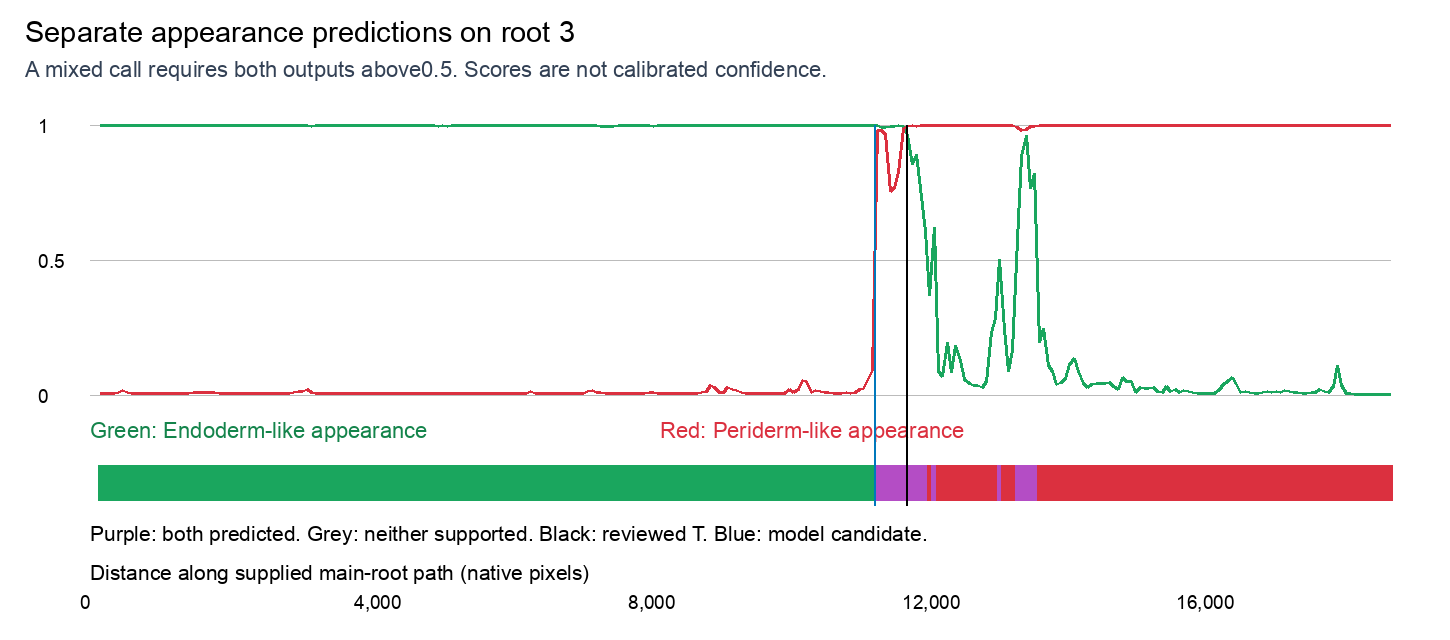 Separate appearance predictions on root 3
A mixed call requires both outputs above0.5. Scores are not calibrated confidence.
1
0.5
0
Green: Endoderm-like appearance
Red: Periderm-like appearance
Purple: both predicted. Grey: neither supported. Black: reviewed T. Blue: model candidate.
Distance along supplied main-root path (native pixels)
0 4,000 8,000 12,000 16,000